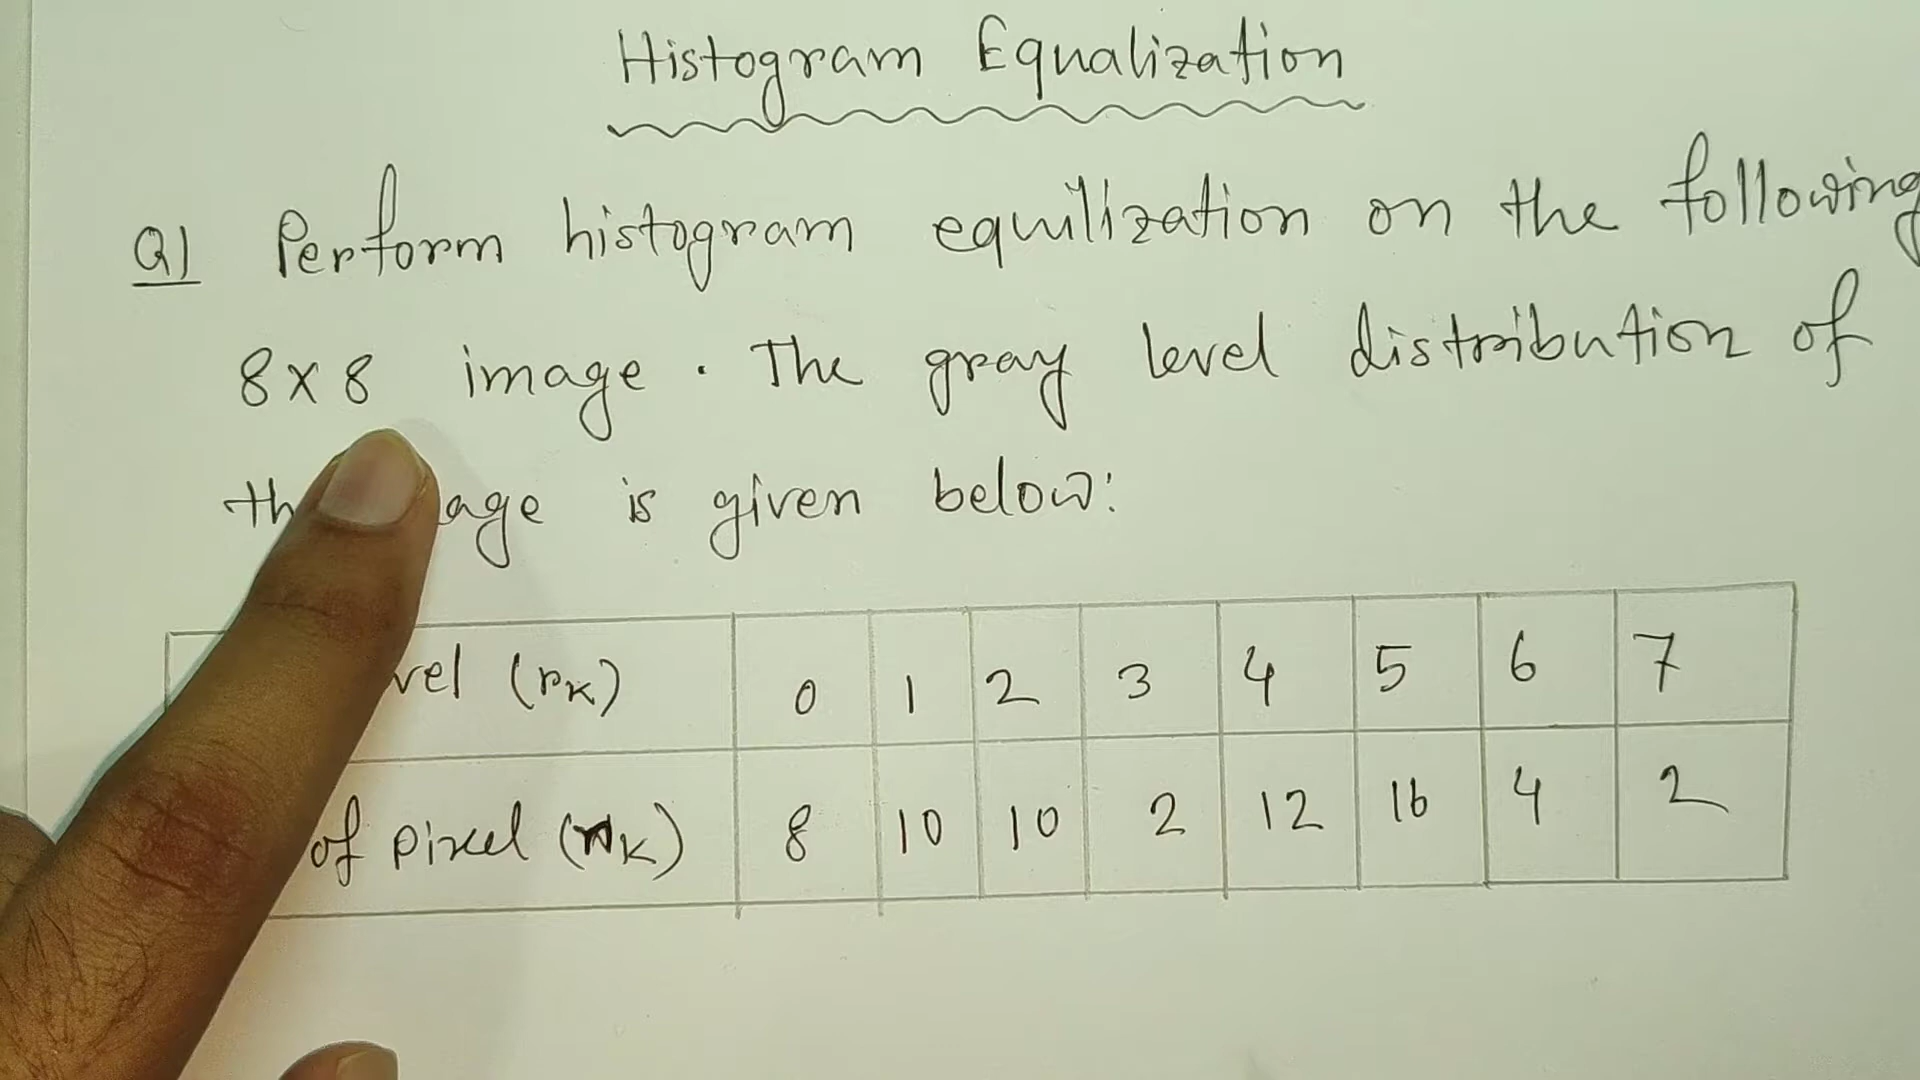 Histogram Equalization
Q1 Perform histogram equilization on the following
8x8 image. The gray level distribution of
is given below:
(rk) 0 1 2 3 4 5 6 7
of pixel (nk) 8 10 10 2 12 16 4 2